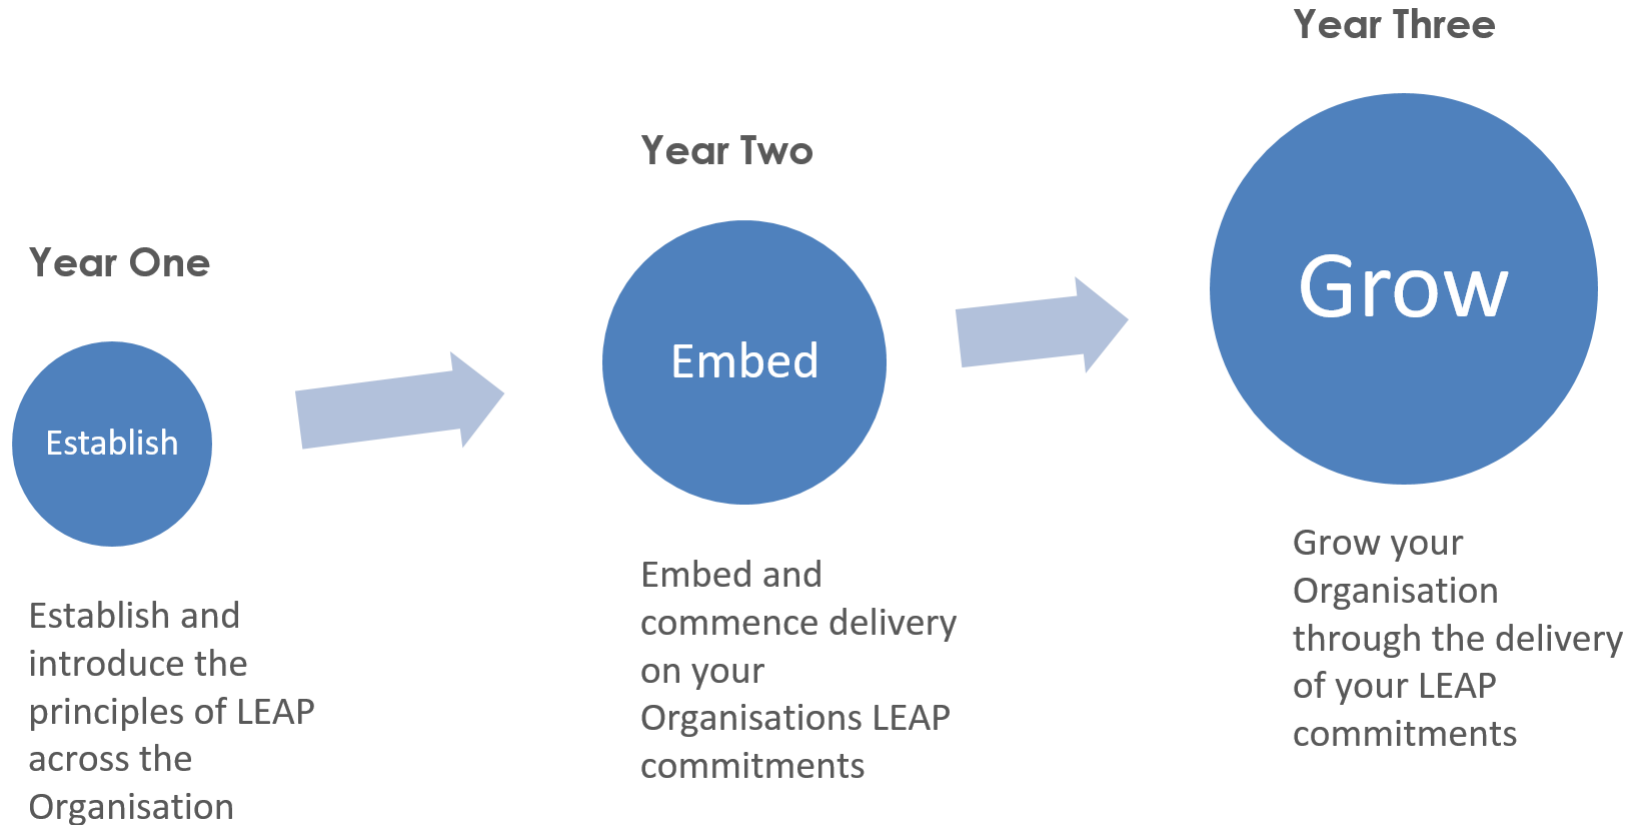 Year One
Establish
Establish and
introduce the
principles of LEAP
across the
Organisation
Year Two
Embed
Embed and
commence delivery
on your
Organisations LEAP
commitments
Year Three
Grow
Grow your
Organisation
through the delivery
of your LEAP
commitments